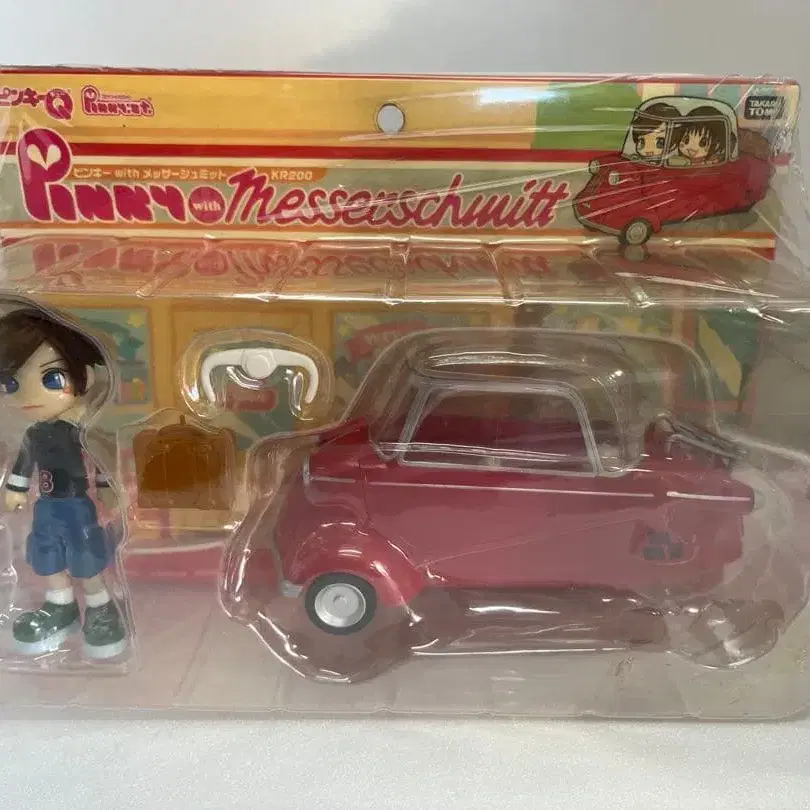 ピンキーQ Pinky:st.
TAKARA TOMY
ピンキー with メッサーシュミット KR200
Pinky with Messerschmitt
B